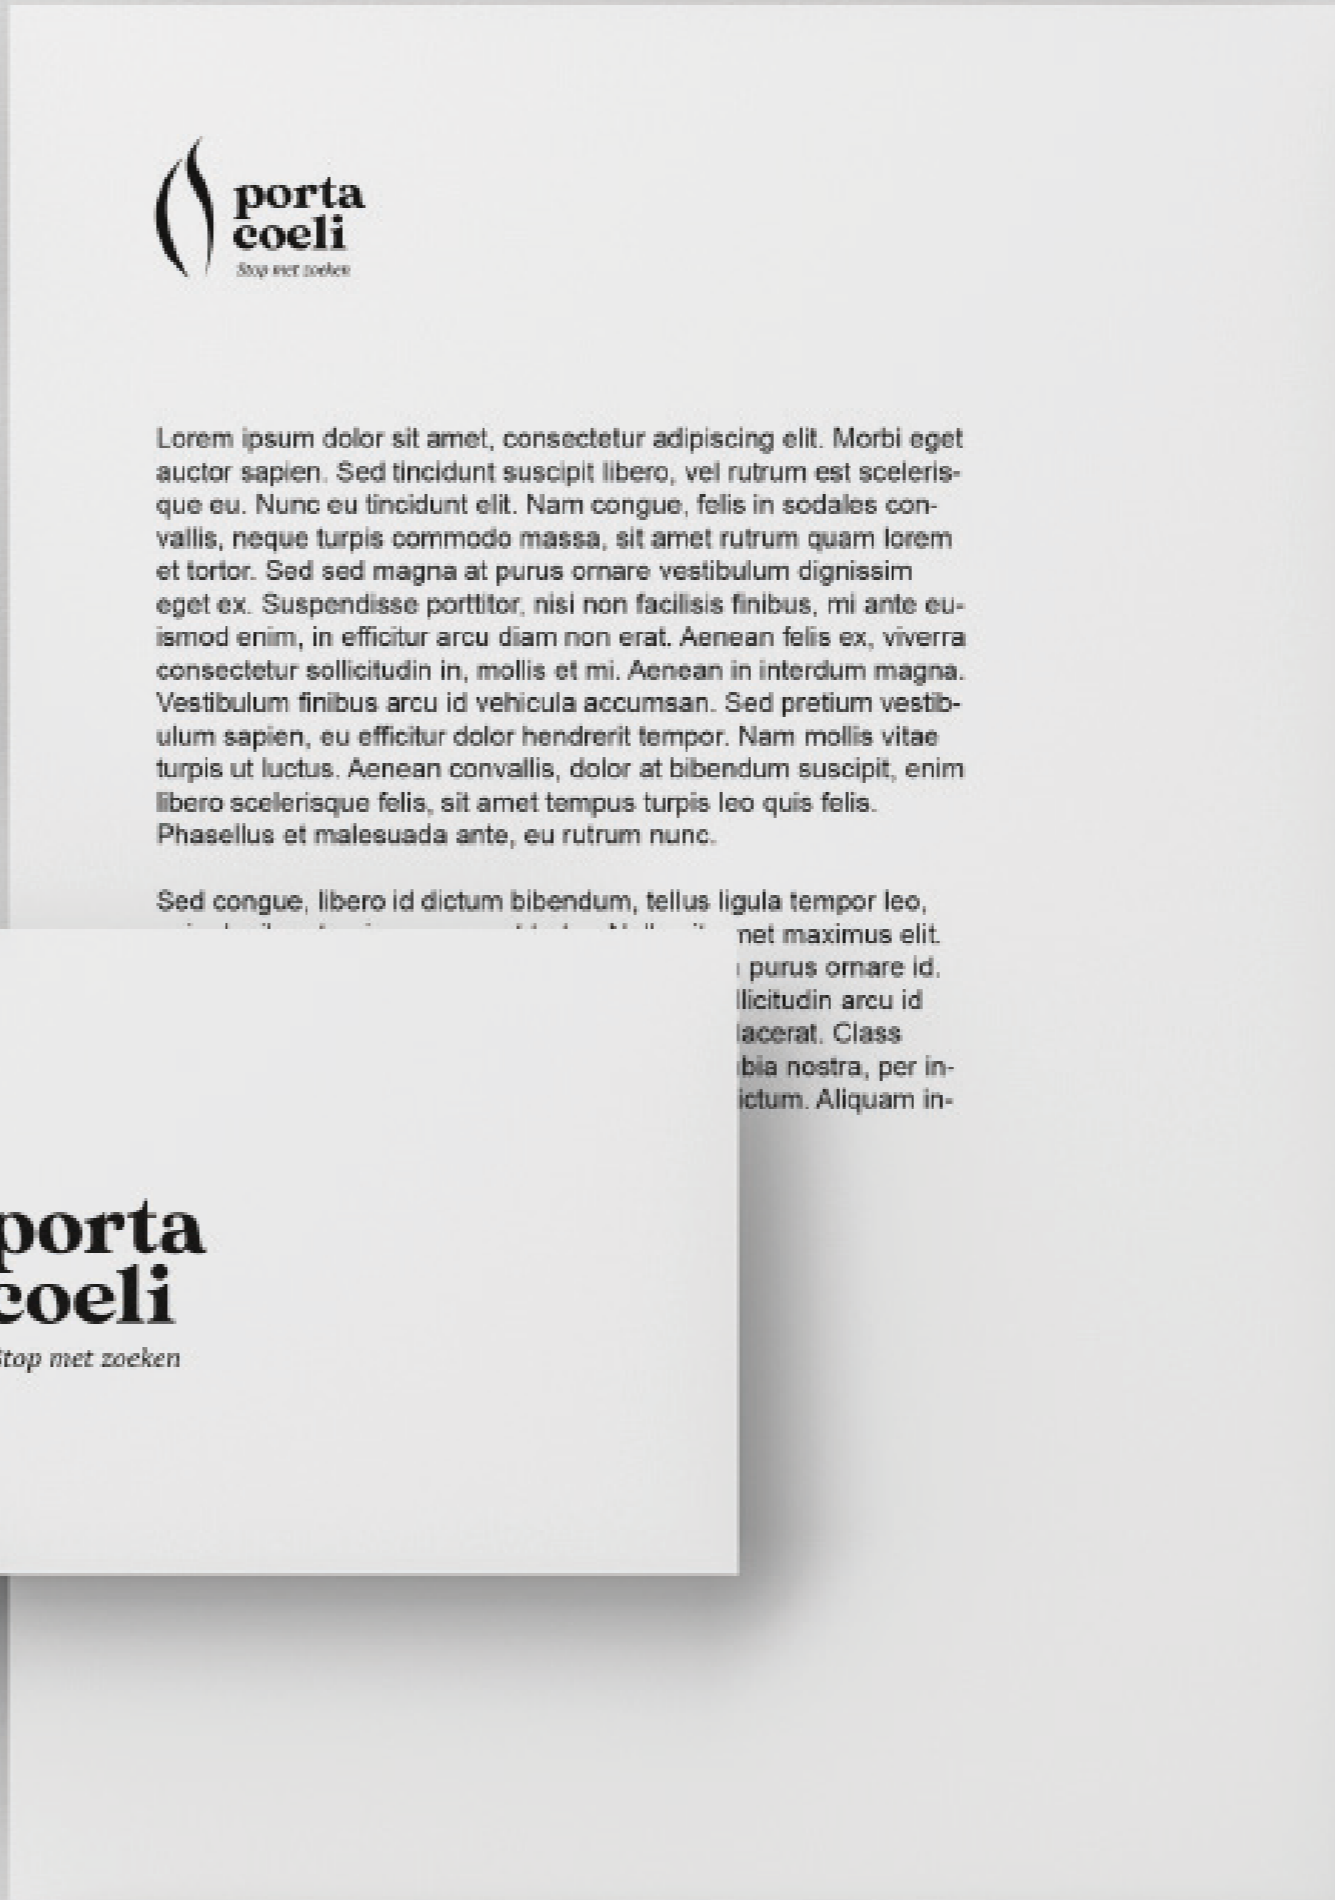 porta
coeli
Stop met zoeken
Lorem ipsum dolor sit amet, consectetur adipiscing elit. Morbi eget
auctor sapien. Sed tincidunt suscipit libero, vel rutrum est sceleris-
que eu. Nunc eu tincidunt elit. Nam congue, felis in sodales con-
vallis, neque turpis commodo massa, sit amet rutrum quam lorem
et tortor. Sed sed magna at purus ornare vestibulum dignissim
eget ex. Suspendisse porttitor, nisi non facilisis finibus, mi ante eu-
ismod enim, in efficitur arcu diam non erat. Aenean felis ex, viverra
consectetur sollicitudin in, mollis et mi. Aenean in interdum magna.
Vestibulum finibus arcu id vehicula accumsan. Sed pretium vestib-
ulum sapien, eu efficitur dolor hendrerit tempor. Nam mollis vitae
turpis ut luctus. Aenean convallis, dolor at bibendum suscipit, enim
libero scelerisque felis, sit amet tempus turpis leo quis felis.
Phasellus et malesuada ante, eu rutrum nunc.
Sed congue, libero id dictum bibendum, tellus ligula tempor leo,
maximus elit.
purus ornare id.
arcu id
Class
nostra, per in-
Aliquam in-
porta
coeli
Stop met zoeken